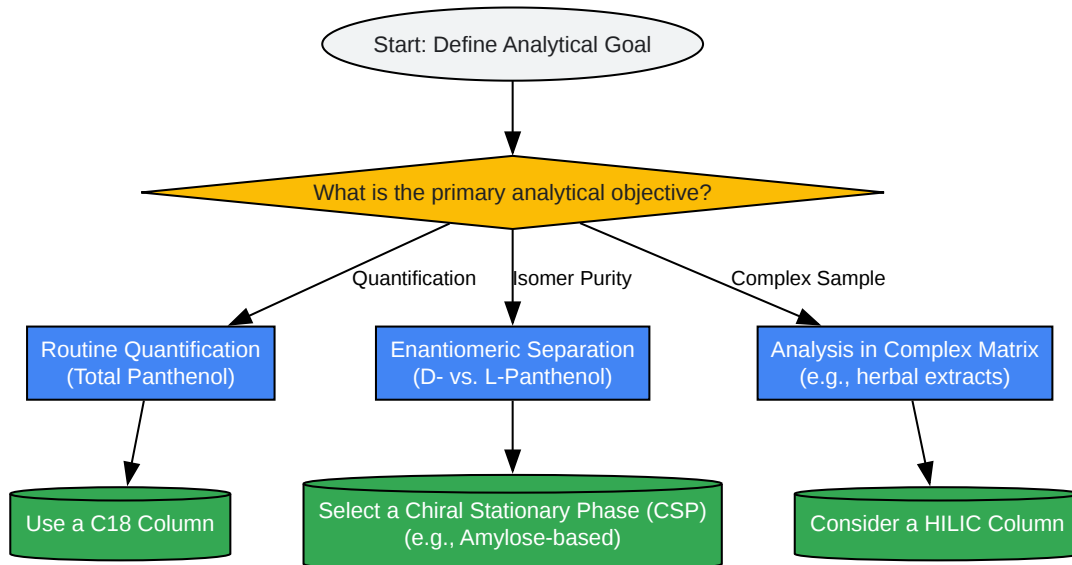 Start: Define Analytical Goal
What is the primary analytical objective?
Quantification
Isomer Purity
Complex Sample
Routine Quantification
(Total Panthenol)
Enantiomeric Separation
(D- vs. L-Panthenol)
Analysis in Complex Matrix
(e.g., herbal extracts)
Use a C18 Column
Select a Chiral Stationary Phase (CSP)
(e.g., Amylose-based)
Consider a HILIC Column